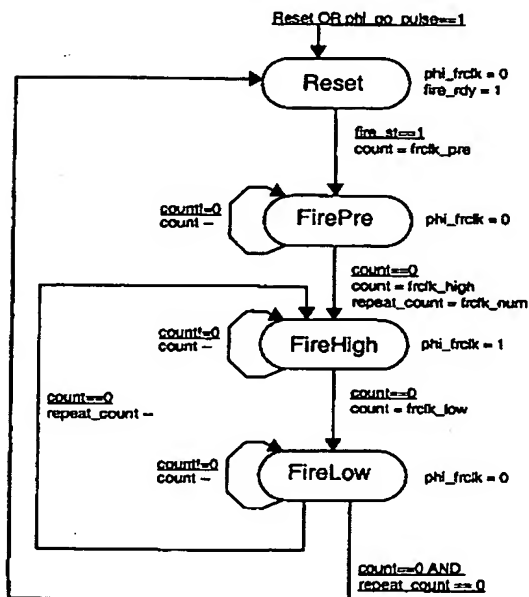 Reset OR phi_go_pulse==1
Reset
phi_frclk = 0
fire_rdy = 1
fire_st==1
count = frclk_pre
count!=0
count –
FirePre
phi_frclk = 0
count==0
count = frclk_high
repeat_count = frclk_num
count!=0
count –
FireHigh
phi_frclk = 1
count==0
repeat_count –
count==0
count = frclk_low
count!=0
count –
FireLow
phi_frclk = 0
count==0 AND
repeat_count == 0